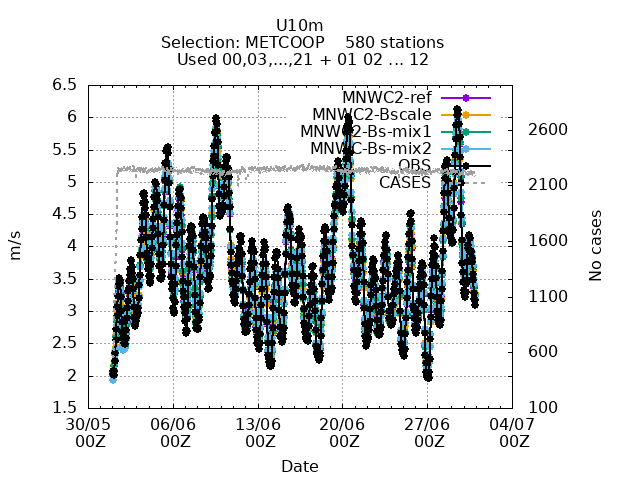 U10m
Selection: METCOOP    580 stations
Used 00,03,...,21 + 01 02 ... 12
MNWC2-ref
MNWC2-Bscale
MNWC2-Bs-mix1
MNWC-Bs-mix2
OBS
CASES
6.5
6
5.5
5
4.5
4
3.5
3
2.5
2
1.5
m/s
2600
2100
1600
1100
600
100
No cases
30/05 06/06 13/06 20/06 27/06 04/07
00Z 00Z 00Z 00Z 00Z 00Z
Date